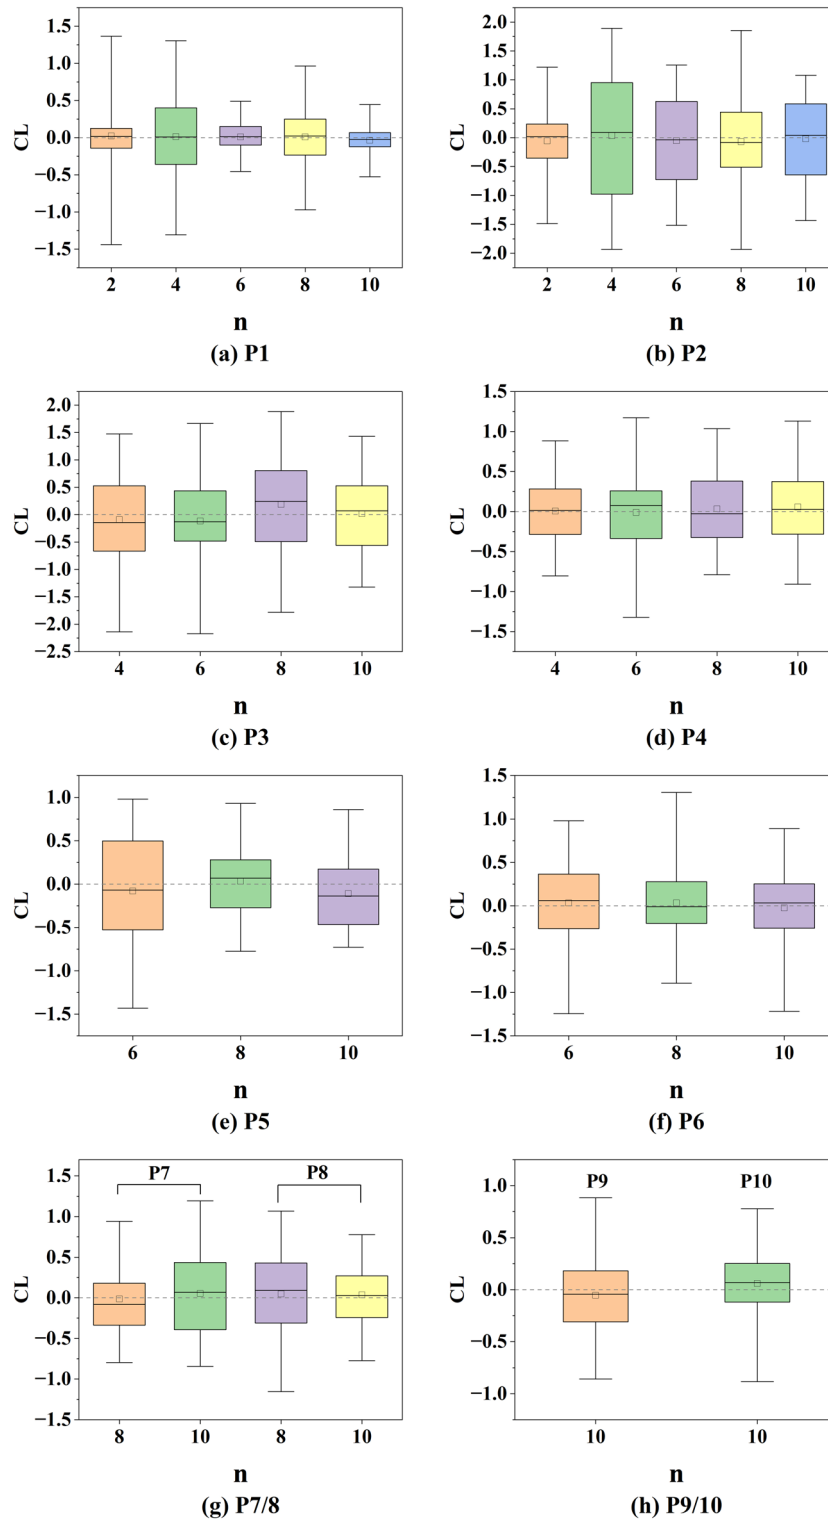 1.5
1.0
0.5
0.0
−0.5
−1.0
−1.5
CL
2 4 6 8 10
n
(a) P1
2.0
1.5
1.0
0.5
0.0
−0.5
−1.0
−1.5
−2.0
CL
2 4 6 8 10
n
(b) P2
2.0
1.5
1.0
0.5
0.0
−0.5
−1.0
−1.5
−2.0
−2.5
CL
4 6 8 10
n
(c) P3
1.5
1.0
0.5
0.0
−0.5
−1.0
−1.5
CL
4 6 8 10
n
(d) P4
1.0
0.5
0.0
−0.5
−1.0
−1.5
CL
6 8 10
n
(e) P5
1.5
1.0
0.5
0.0
−0.5
−1.0
−1.5
CL
6 8 10
n
(f) P6
P7 P8
1.5
1.0
0.5
0.0
−0.5
−1.0
−1.5
CL
8 10 8 10
n
(g) P7/8
P9 P10
1.0
0.5
0.0
−0.5
−1.0
CL
10 10
n
(h) P9/10